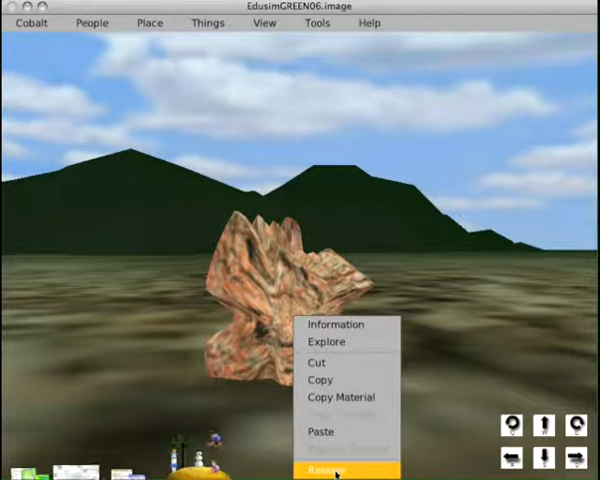 EdusimGREEN06.image
Cobalt People Place Things View Tools Help
Information
Explore
Cut
Copy
Copy Material
Paste